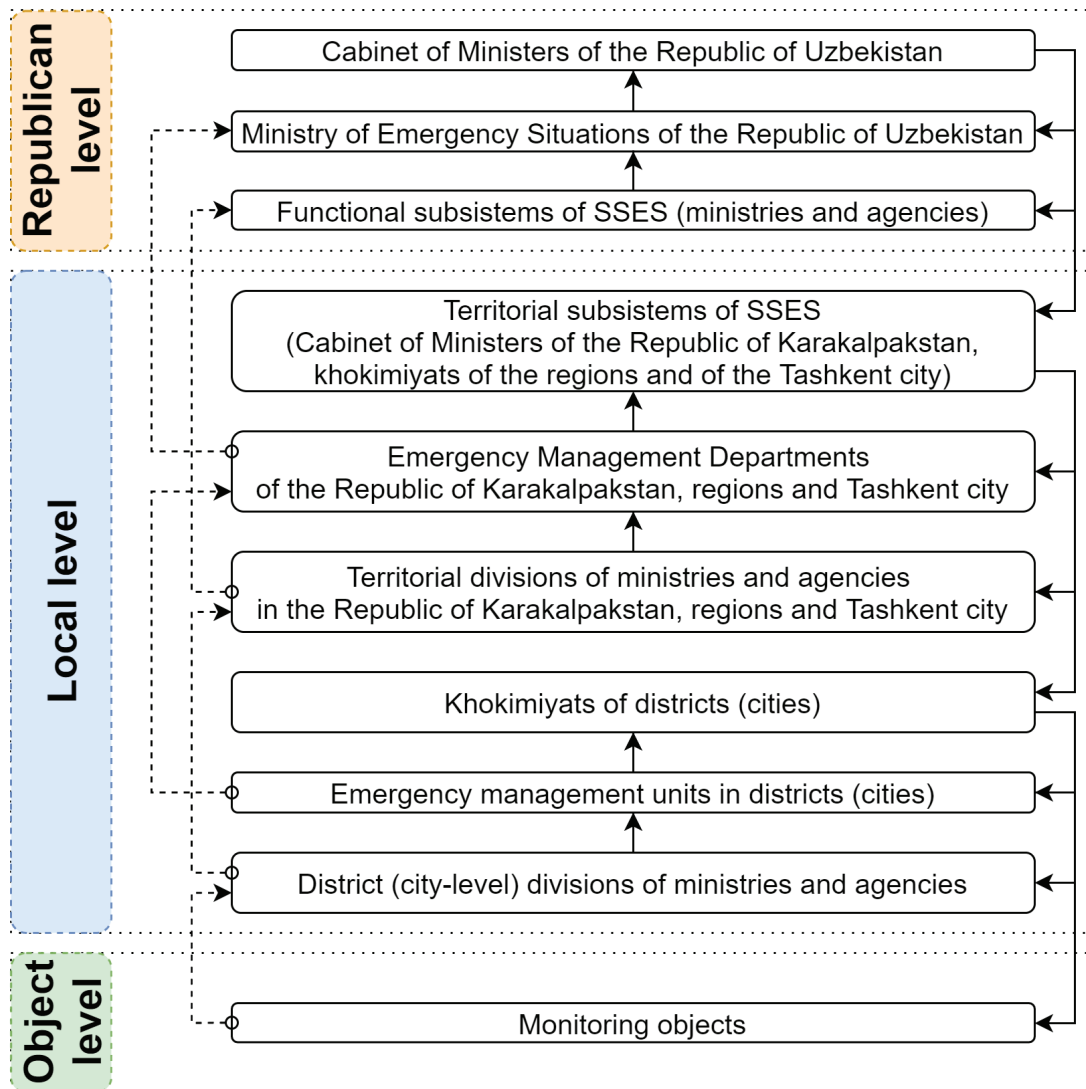 Republican
level
Cabinet of Ministers of the Republic of Uzbekistan
Ministry of Emergency Situations of the Republic of Uzbekistan
Functional subsistems of SSES (ministries and agencies)
Local level
Territorial subsistems of SSES
(Cabinet of Ministers of the Republic of Karakalpakstan,
khokimiyats of the regions and of the Tashkent city)
Emergency Management Departments
of the Republic of Karakalpakstan, regions and Tashkent city
Territorial divisions of ministries and agencies
in the Republic of Karakalpakstan, regions and Tashkent city
Khokimiyats of districts (cities)
Emergency management units in districts (cities)
District (city-level) divisions of ministries and agencies
Object
level
Monitoring objects